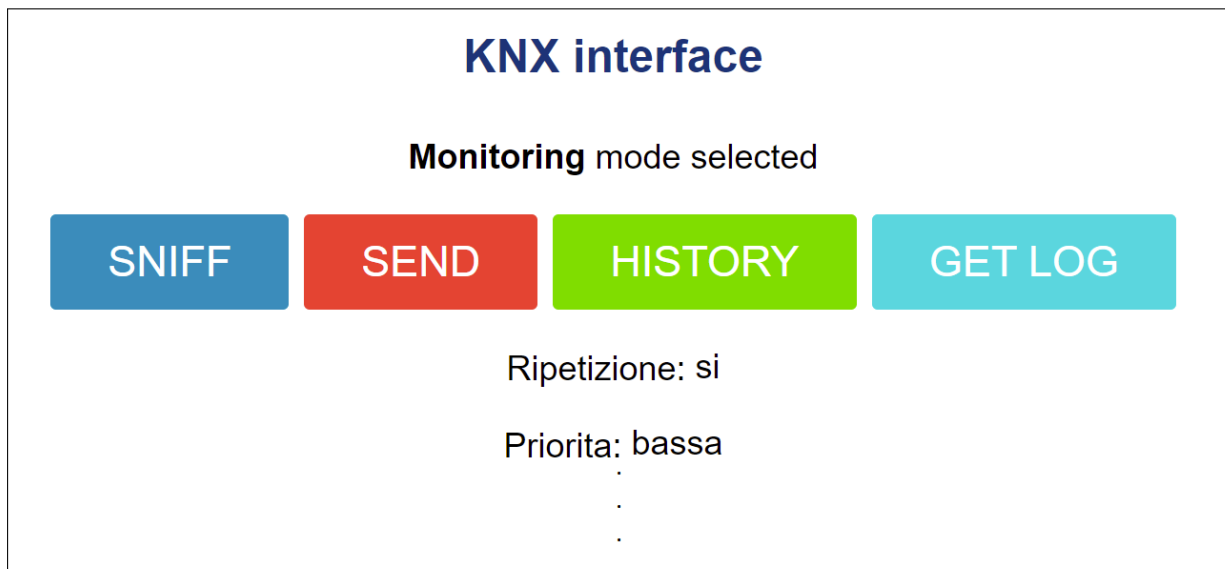 KNX interface
Monitoring mode selected
SNIFF SEND HISTORY GET LOG
Ripetizione: si
Priorita: bassa
.
.
.